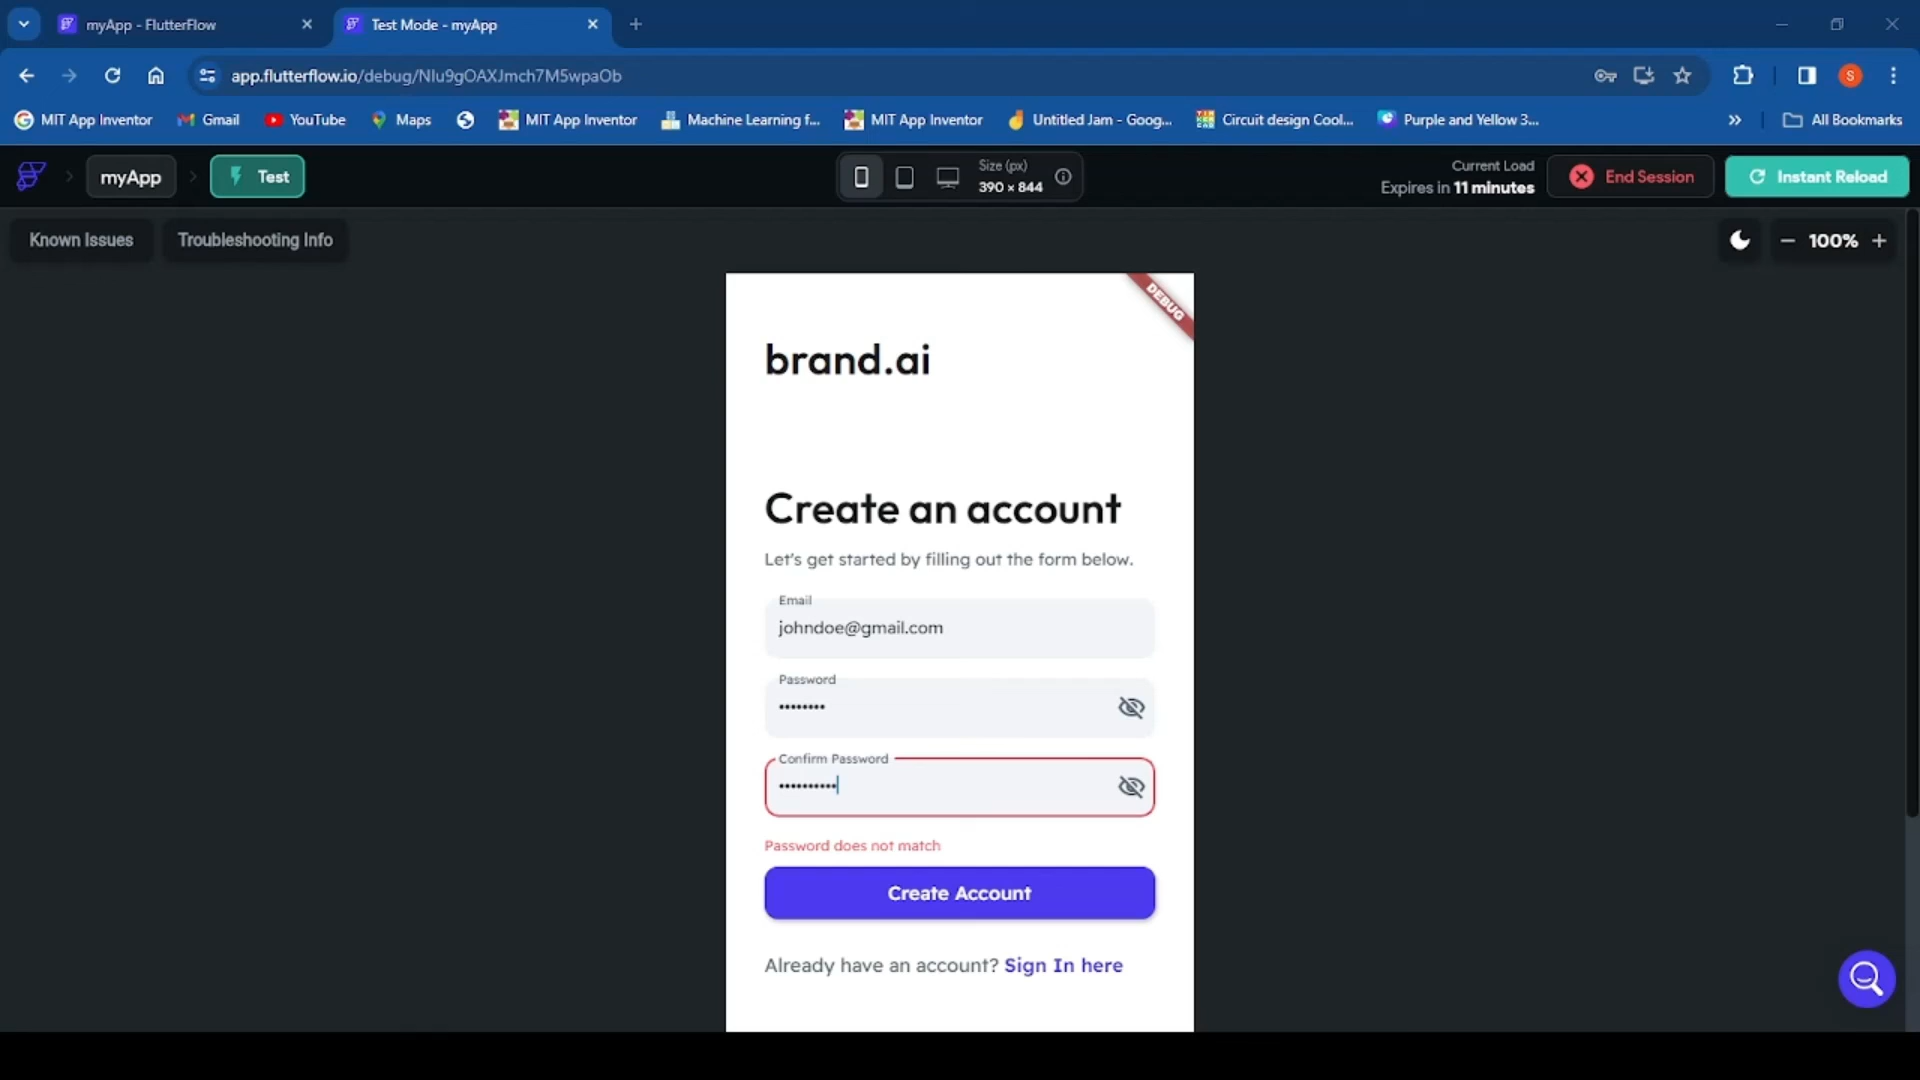 myApp - FlutterFlow
Test Mode - myApp
app.flutterflow.io/debug/NIu9gOAXJmch7M5wpaOb
S
MIT App Inventor Gmail YouTube Maps MIT App Inventor Machine Learning f... MIT App Inventor Untitled Jam - Goog... Circuit design Cool... Purple and Yellow 3... All Bookmarks
myApp Test
Size (px)
390 × 844
Current Load
Expires in 11 minutes
End Session
Instant Reload
Known Issues Troubleshooting Info
100%
DEBUG
brand.ai
Create an account
Let's get started by filling out the form below.
Email
johndoe@gmail.com
Password
••••••••
Confirm Password
••••••••••
Password does not match
Create Account
Already have an account? Sign In here